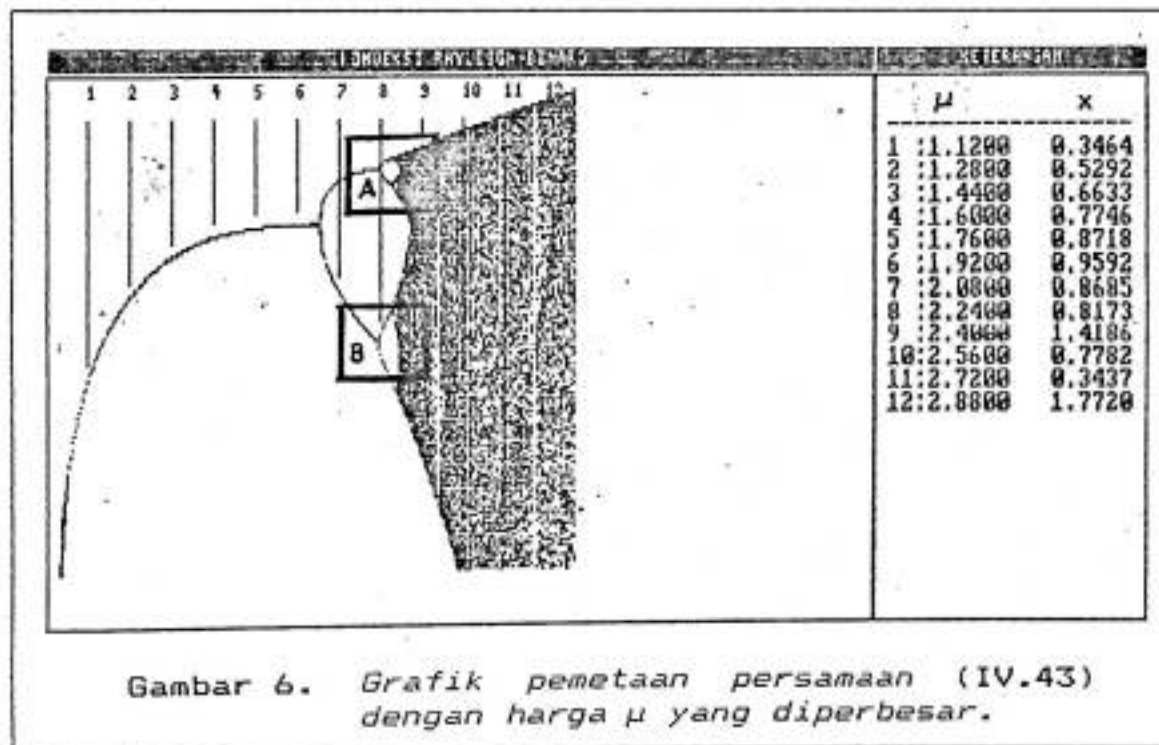 KETERANGAN
1 2 3 4 5 6 7 8 9 10 11 12
A
B
μ x
1 :1.1200 0.3464
2 :1.2800 0.5292
3 :1.4400 0.6633
4 :1.6000 0.7746
5 :1.7600 0.8718
6 :1.9200 0.9592
7 :2.0800 0.8685
8 :2.2400 0.8173
9 :2.4000 1.4186
10:2.5600 0.7782
11:2.7200 0.3437
12:2.8800 1.7720
Gambar 6. Grafik pemetaan persamaan (IV.43)
dengan harga μ yang diperbesar.